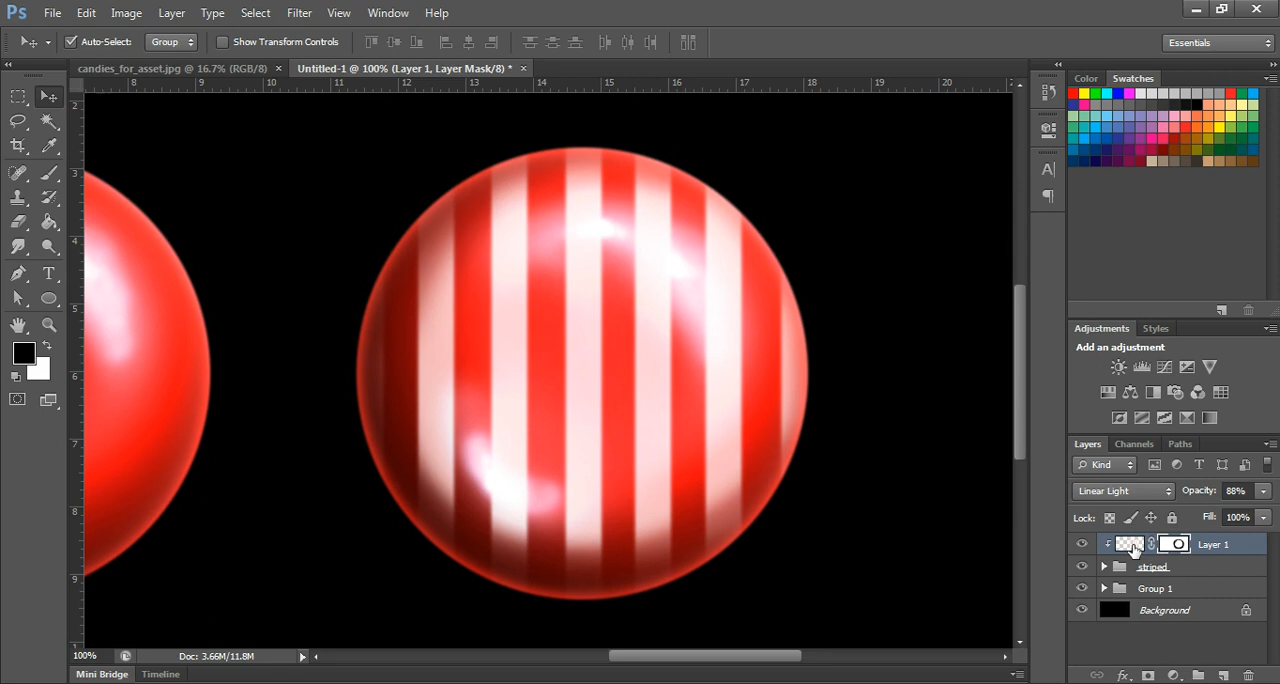 Ps File Edit Image Layer Type Select Filter View Window Help
Auto-Select: Group Show Transform Controls Essentials
candies_for_asset.jpg @ 16.7% (RGB/8) × Untitled-1 @ 100% (Layer 1, Layer Mask/8) * ×
8 9 10 11 12 13 14 15 16 17 18 19 20
2
3
4
5
6
7
8
9
Color Swatches
Adjustments Styles
Add an adjustment
Layers Channels Paths
Kind
Linear Light Opacity: 88%
Lock: Fill: 100%
Layer 1
striped
Group 1
Background
100% Doc: 3.66M/11.8M
Mini Bridge Timeline